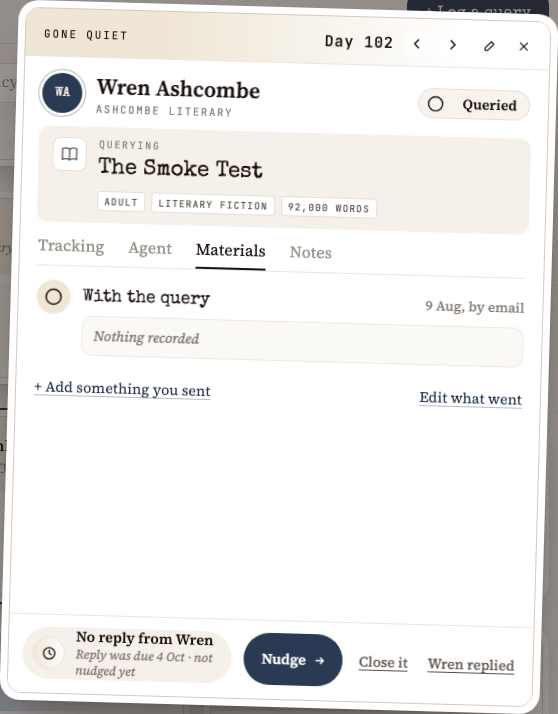 + Log a query
GONE QUIET
Day 102
WA
Wren Ashcombe
ASHCOMBE LITERARY
Queried
QUERYING
The Smoke Test
ADULT
LITERARY FICTION
92,000 WORDS
Tracking
Agent
Materials
Notes
With the query
9 Aug, by email
Nothing recorded
+ Add something you sent
Edit what went
No reply from Wren
Reply was due 4 Oct · not
nudged yet
Nudge →
Close it
Wren replied